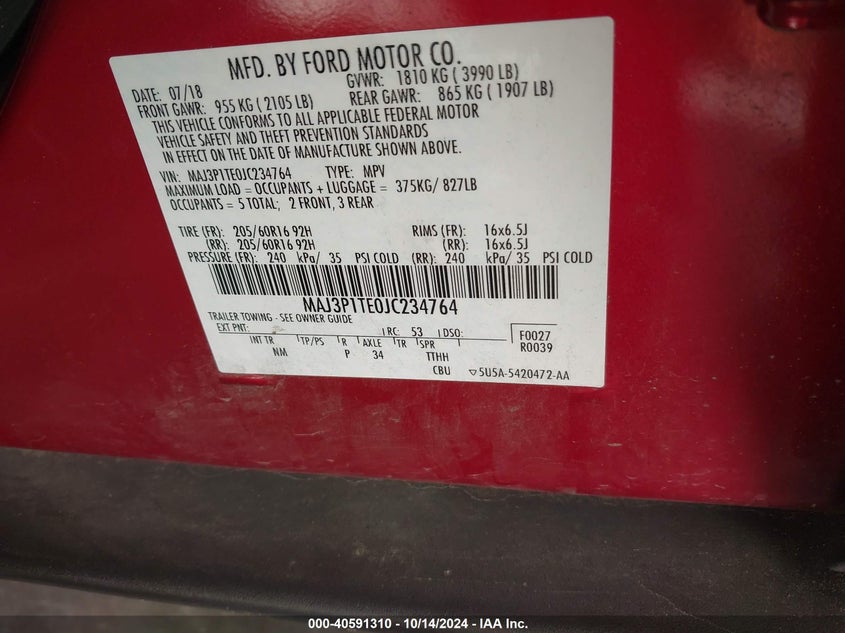 MFD. BY FORD MOTOR CO.
DATE: 07/18 GVWR: 1810 KG ( 3990 LB)
FRONT GAWR: 955 KG ( 2105 LB) REAR GAWR: 865 KG ( 1907 LB)
THIS VEHICLE CONFORMS TO ALL APPLICABLE FEDERAL MOTOR
VEHICLE SAFETY AND THEFT PREVENTION STANDARDS
IN EFFECT ON THE DATE OF MANUFACTURE SHOWN ABOVE.
VIN: MAJ3P1TE0JC234764 TYPE: MPV
MAXIMUM LOAD = OCCUPANTS + LUGGAGE = 375KG/ 827LB
OCCUPANTS = 5 TOTAL; 2 FRONT, 3 REAR
TIRE (FR): 205/60R16 92H RIMS (FR): 16x6.5J
(RR): 205/60R16 92H (RR): 16x6.5J
PRESSURE (FR): 240 kPa/ 35 PSI COLD (RR): 240 kPa/ 35 PSI COLD
MAJ3P1TE0JC234764
TRAILER TOWING - SEE OWNER GUIDE
EXT PNT: RC: 53 DSO: F0027
INT TR TP/PS R AXLE TR SPR R0039
NM P 34 TTHH
CBU 5U5A-5420472-AA
000-40591310 - 10/14/2024 - IAA Inc.